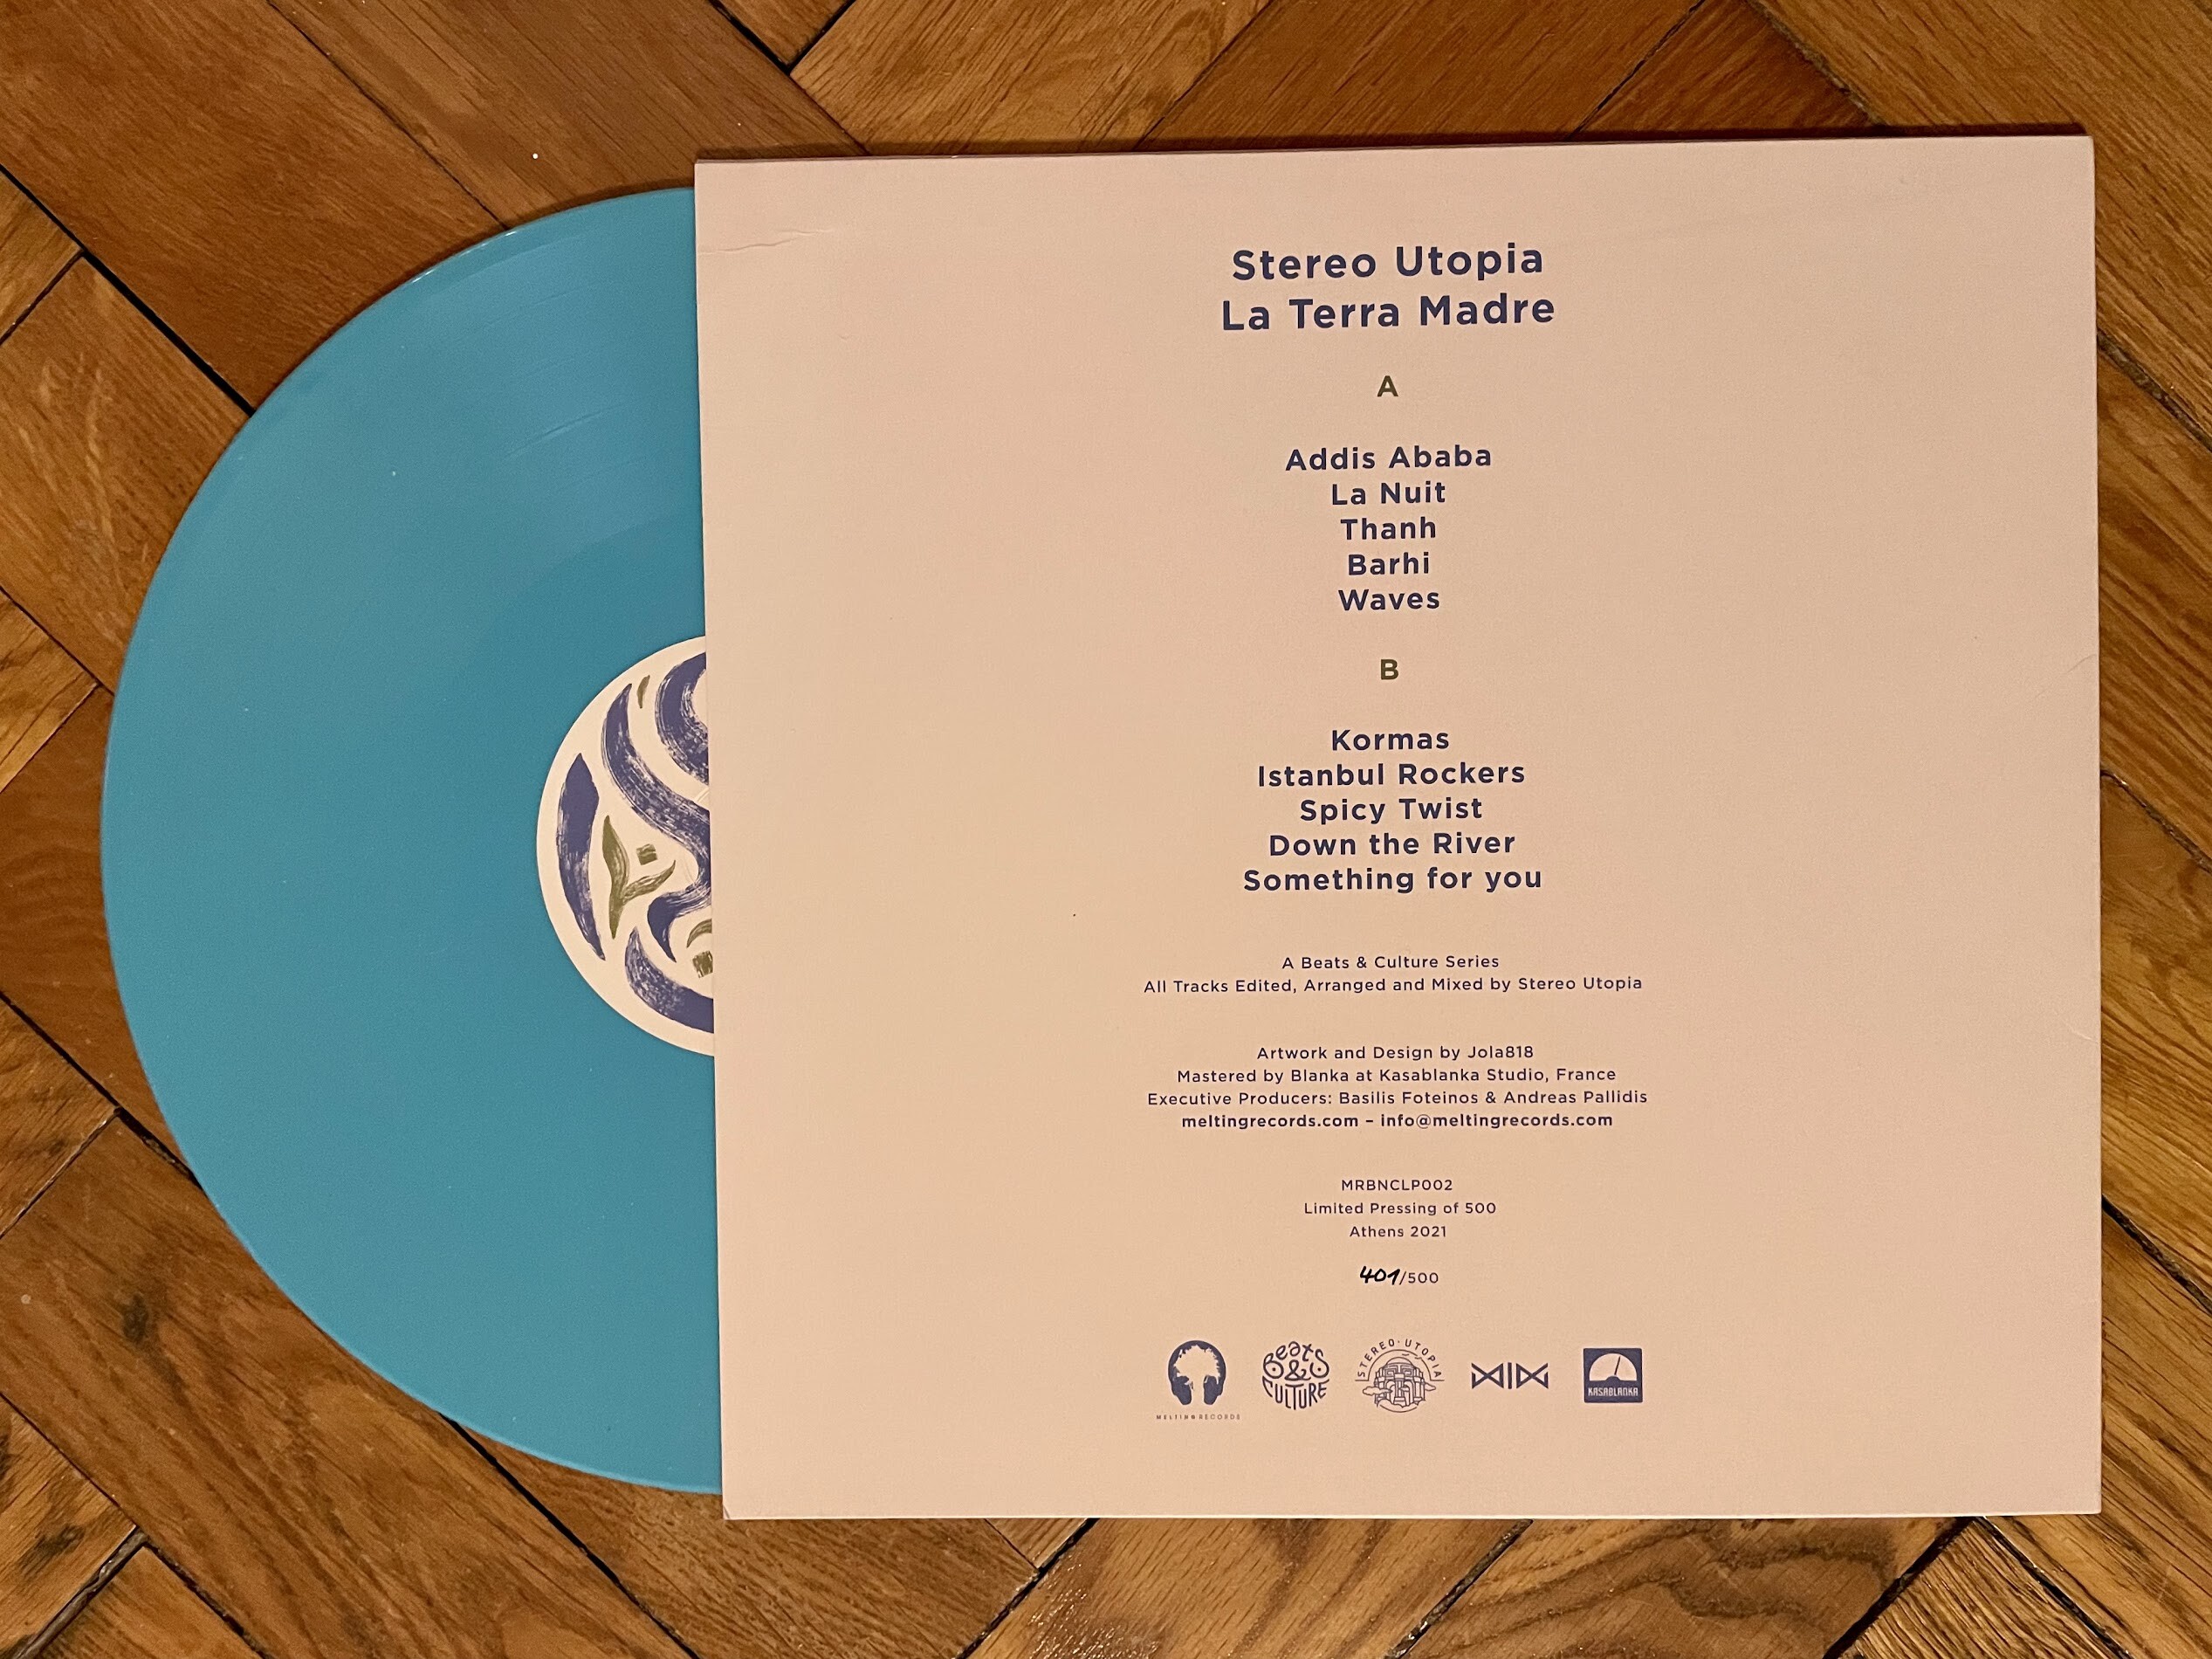 Stereo Utopia
La Terra Madre
A
Addis Ababa
La Nuit
Thanh
Barhi
Waves
B
Kormas
Istanbul Rockers
Spicy Twist
Down the River
Something for you
A Beats & Culture Series
All Tracks Edited, Arranged and Mixed by Stereo Utopia
Artwork and Design by Jola818
Mastered by Blanka at Kasablanka Studio, France
Executive Producers: Basilis Foteinos & Andreas Pallidis
meltingrecords.com – info@meltingrecords.com
MRBNCLP002
Limited Pressing of 500
Athens 2021
401/500
MELTING RECORDS
Beats & CULTURE
STEREO·UTOPIA
KASABLANKA